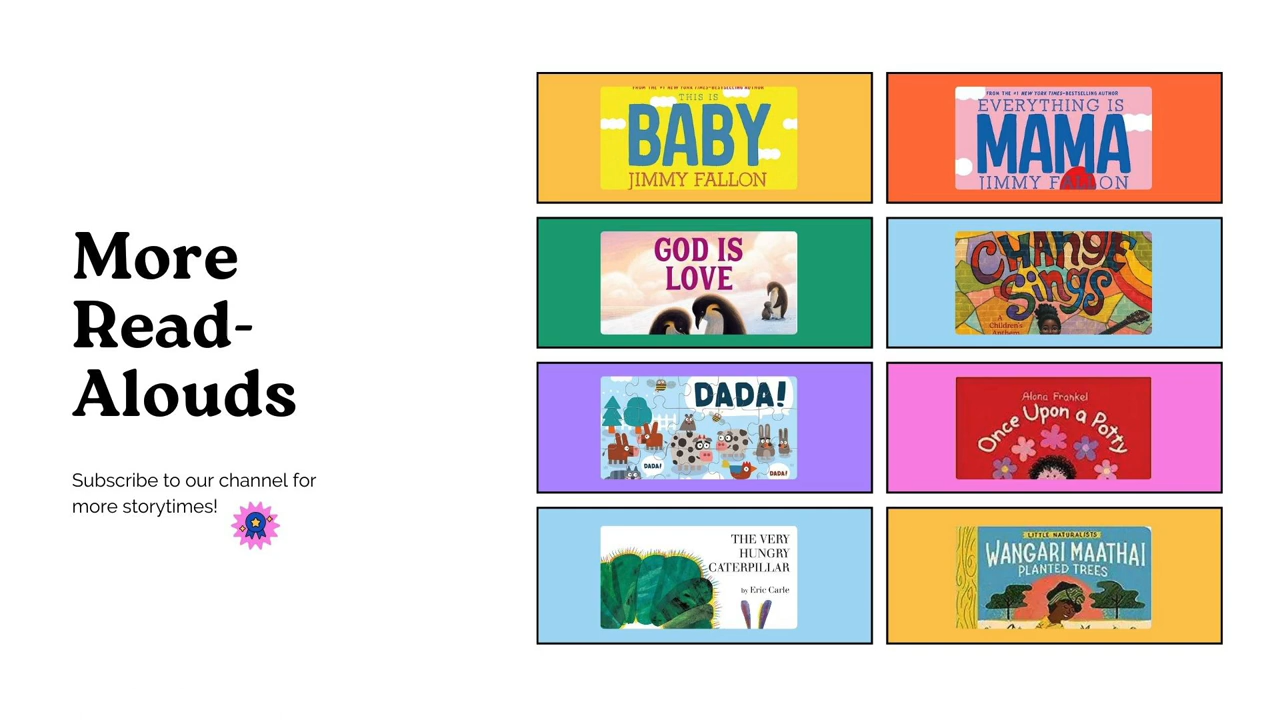 More
Read-
Alouds
Subscribe to our channel for
more storytimes!
FROM THE #1 NEW YORK TIMES-BESTSELLING AUTHOR
THIS IS
BABY
JIMMY FALLON
FROM THE #1 NEW YORK TIMES-BESTSELLING AUTHOR
EVERYTHING IS
MAMA
JIMMY FALLON
GOD IS
LOVE
CHANGE
Sings
A
Children's
Anthem
DADA!
DADA!
DADA!
Alona Frankel
Once Upon a Potty
THE VERY
HUNGRY
CATERPILLAR
by Eric Carle
LITTLE NATURALISTS
WANGARI MAATHAI
PLANTED TREES